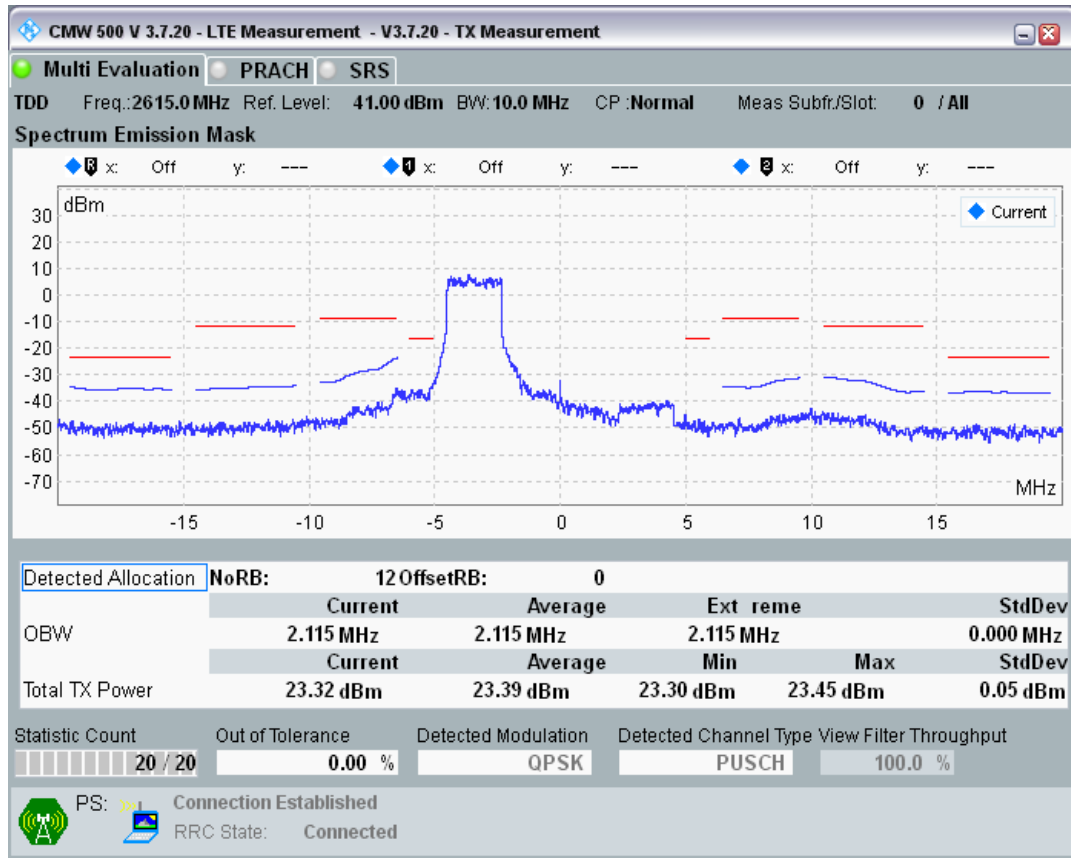 CMW 500 V 3.7.20 - LTE Measurement - V3.7.20 - TX Measurement
Multi Evaluation PRACH SRS
TDD Freq.:2615.0 MHz Ref. Level: 41.00 dBm BW:10.0 MHz CP :Normal Meas Subfr./Slot: 0 / All
Spectrum Emission Mask
R x: Off y: --- 1 x: Off y: --- 2 x: Off y: ---
dBm
Current
30
20
10
0
-10
-20
-30
-40
-50
-60
-70
MHz
-15 -10 -5 0 5 10 15
Detected Allocation NoRB: 12 OffsetRB: 0
Current Average Ext reme StdDev
OBW 2.115 MHz 2.115 MHz 2.115 MHz 0.000 MHz
Current Average Min Max StdDev
Total TX Power 23.32 dBm 23.39 dBm 23.30 dBm 23.45 dBm 0.05 dBm
Statistic Count Out of Tolerance Detected Modulation Detected Channel Type View Filter Throughput
20 / 20 0.00 % QPSK PUSCH 100.0 %
PS: Connection Established
RRC State: Connected